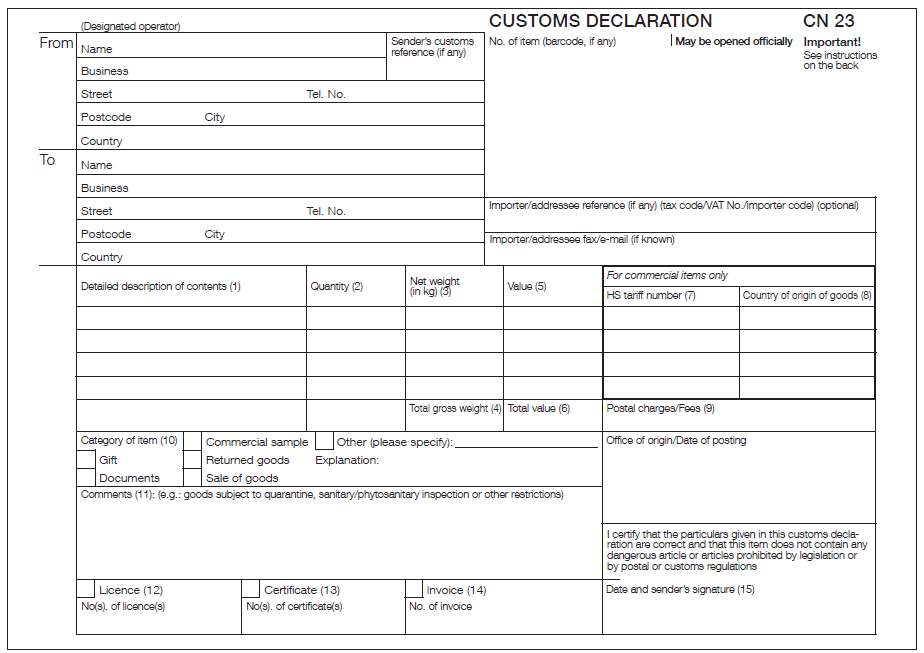 (Designated operator)
CUSTOMS DECLARATION
CN 23
From
Name
Sender's customs
reference (if any)
No. of item (barcode, if any)
May be opened officially
Important!
See instructions
on the back
Business
Street Tel. No.
Postcode City
Country
To
Name
Business
Street Tel. No.
Importer/addressee reference (if any) (tax code/VAT No./importer code) (optional)
Postcode City
Importer/addressee fax/e-mail (if known)
Country
Detailed description of contents (1)
Quantity (2)
Net weight
(in kg) (3)
Value (5)
For commercial items only
HS tariff number (7)
Country of origin of goods (8)
Total gross weight (4)
Total value (6)
Postal charges/Fees (9)
Category of item (10)
Commercial sample
Other (please specify):
Office of origin/Date of posting
Gift
Returned goods
Explanation:
Documents
Sale of goods
Comments (11): (e.g.: goods subject to quarantine, sanitary/phytosanitary inspection or other restrictions)
I certify that the particulars given in this customs decla-
ration are correct and that this item does not contain any
dangerous article or articles prohibited by legislation or
by postal or customs regulations
Licence (12)
Certificate (13)
Invoice (14)
Date and sender's signature (15)
No(s). of licence(s)
No(s). of certificate(s)
No. of invoice